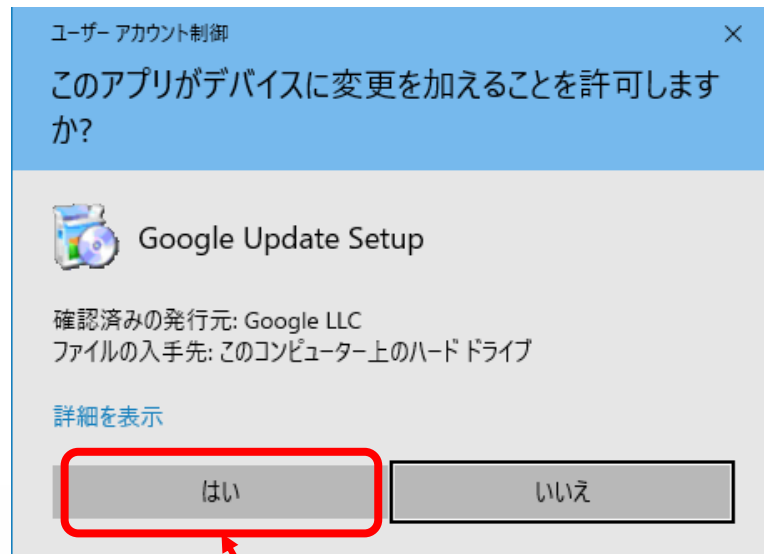 ユーザー アカウント制御
このアプリがデバイスに変更を加えることを許可します
か?
Google Update Setup
確認済みの発行元: Google LLC
ファイルの入手先: このコンピューター上のハード ドライブ
詳細を表示
はい
いいえ